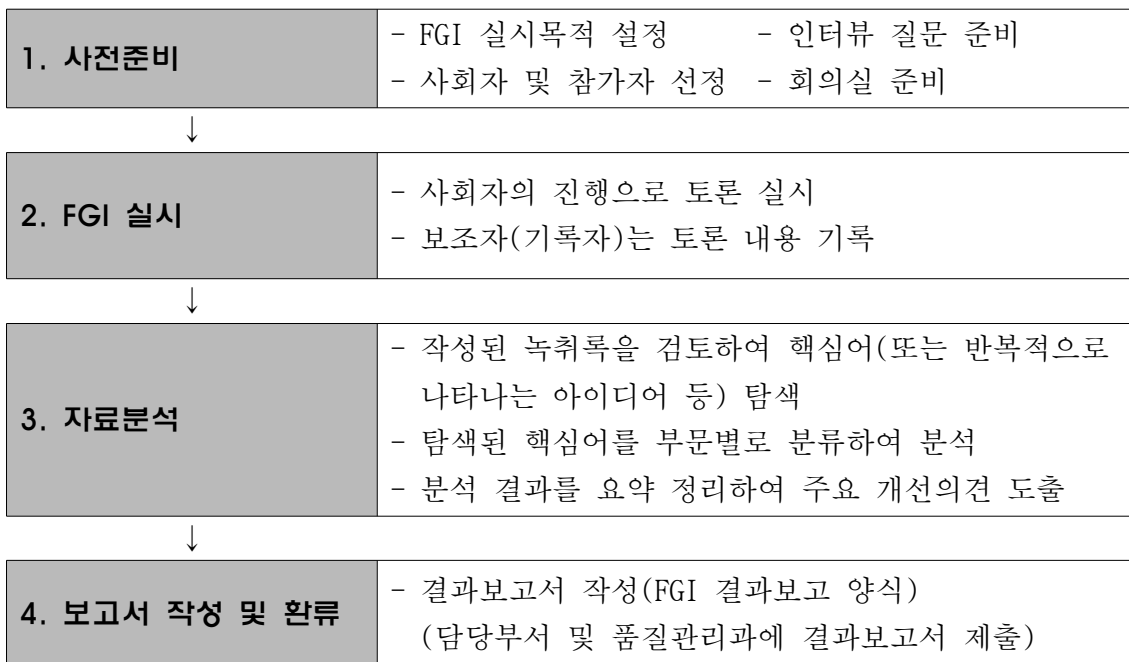 1. 사전준비
- FGI 실시목적 설정 - 인터뷰 질문 준비
- 사회자 및 참가자 선정 - 회의실 준비
↓
2. FGI 실시
- 사회자의 진행으로 토론 실시
- 보조자(기록자)는 토론 내용 기록
↓
3. 자료분석
- 작성된 녹취록을 검토하여 핵심어(또는 반복적으로
나타나는 아이디어 등) 탐색
- 탐색된 핵심어를 부문별로 분류하여 분석
- 분석 결과를 요약 정리하여 주요 개선의견 도출
↓
4. 보고서 작성 및 환류
- 결과보고서 작성(FGI 결과보고 양식)
(담당부서 및 품질관리과에 결과보고서 제출)